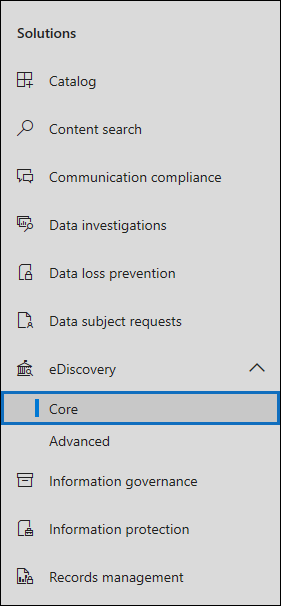 Solutions
Catalog
Content search
Communication compliance
Data investigations
Data loss prevention
Data subject requests
eDiscovery
Core
Advanced
Information governance
Information protection
Records management